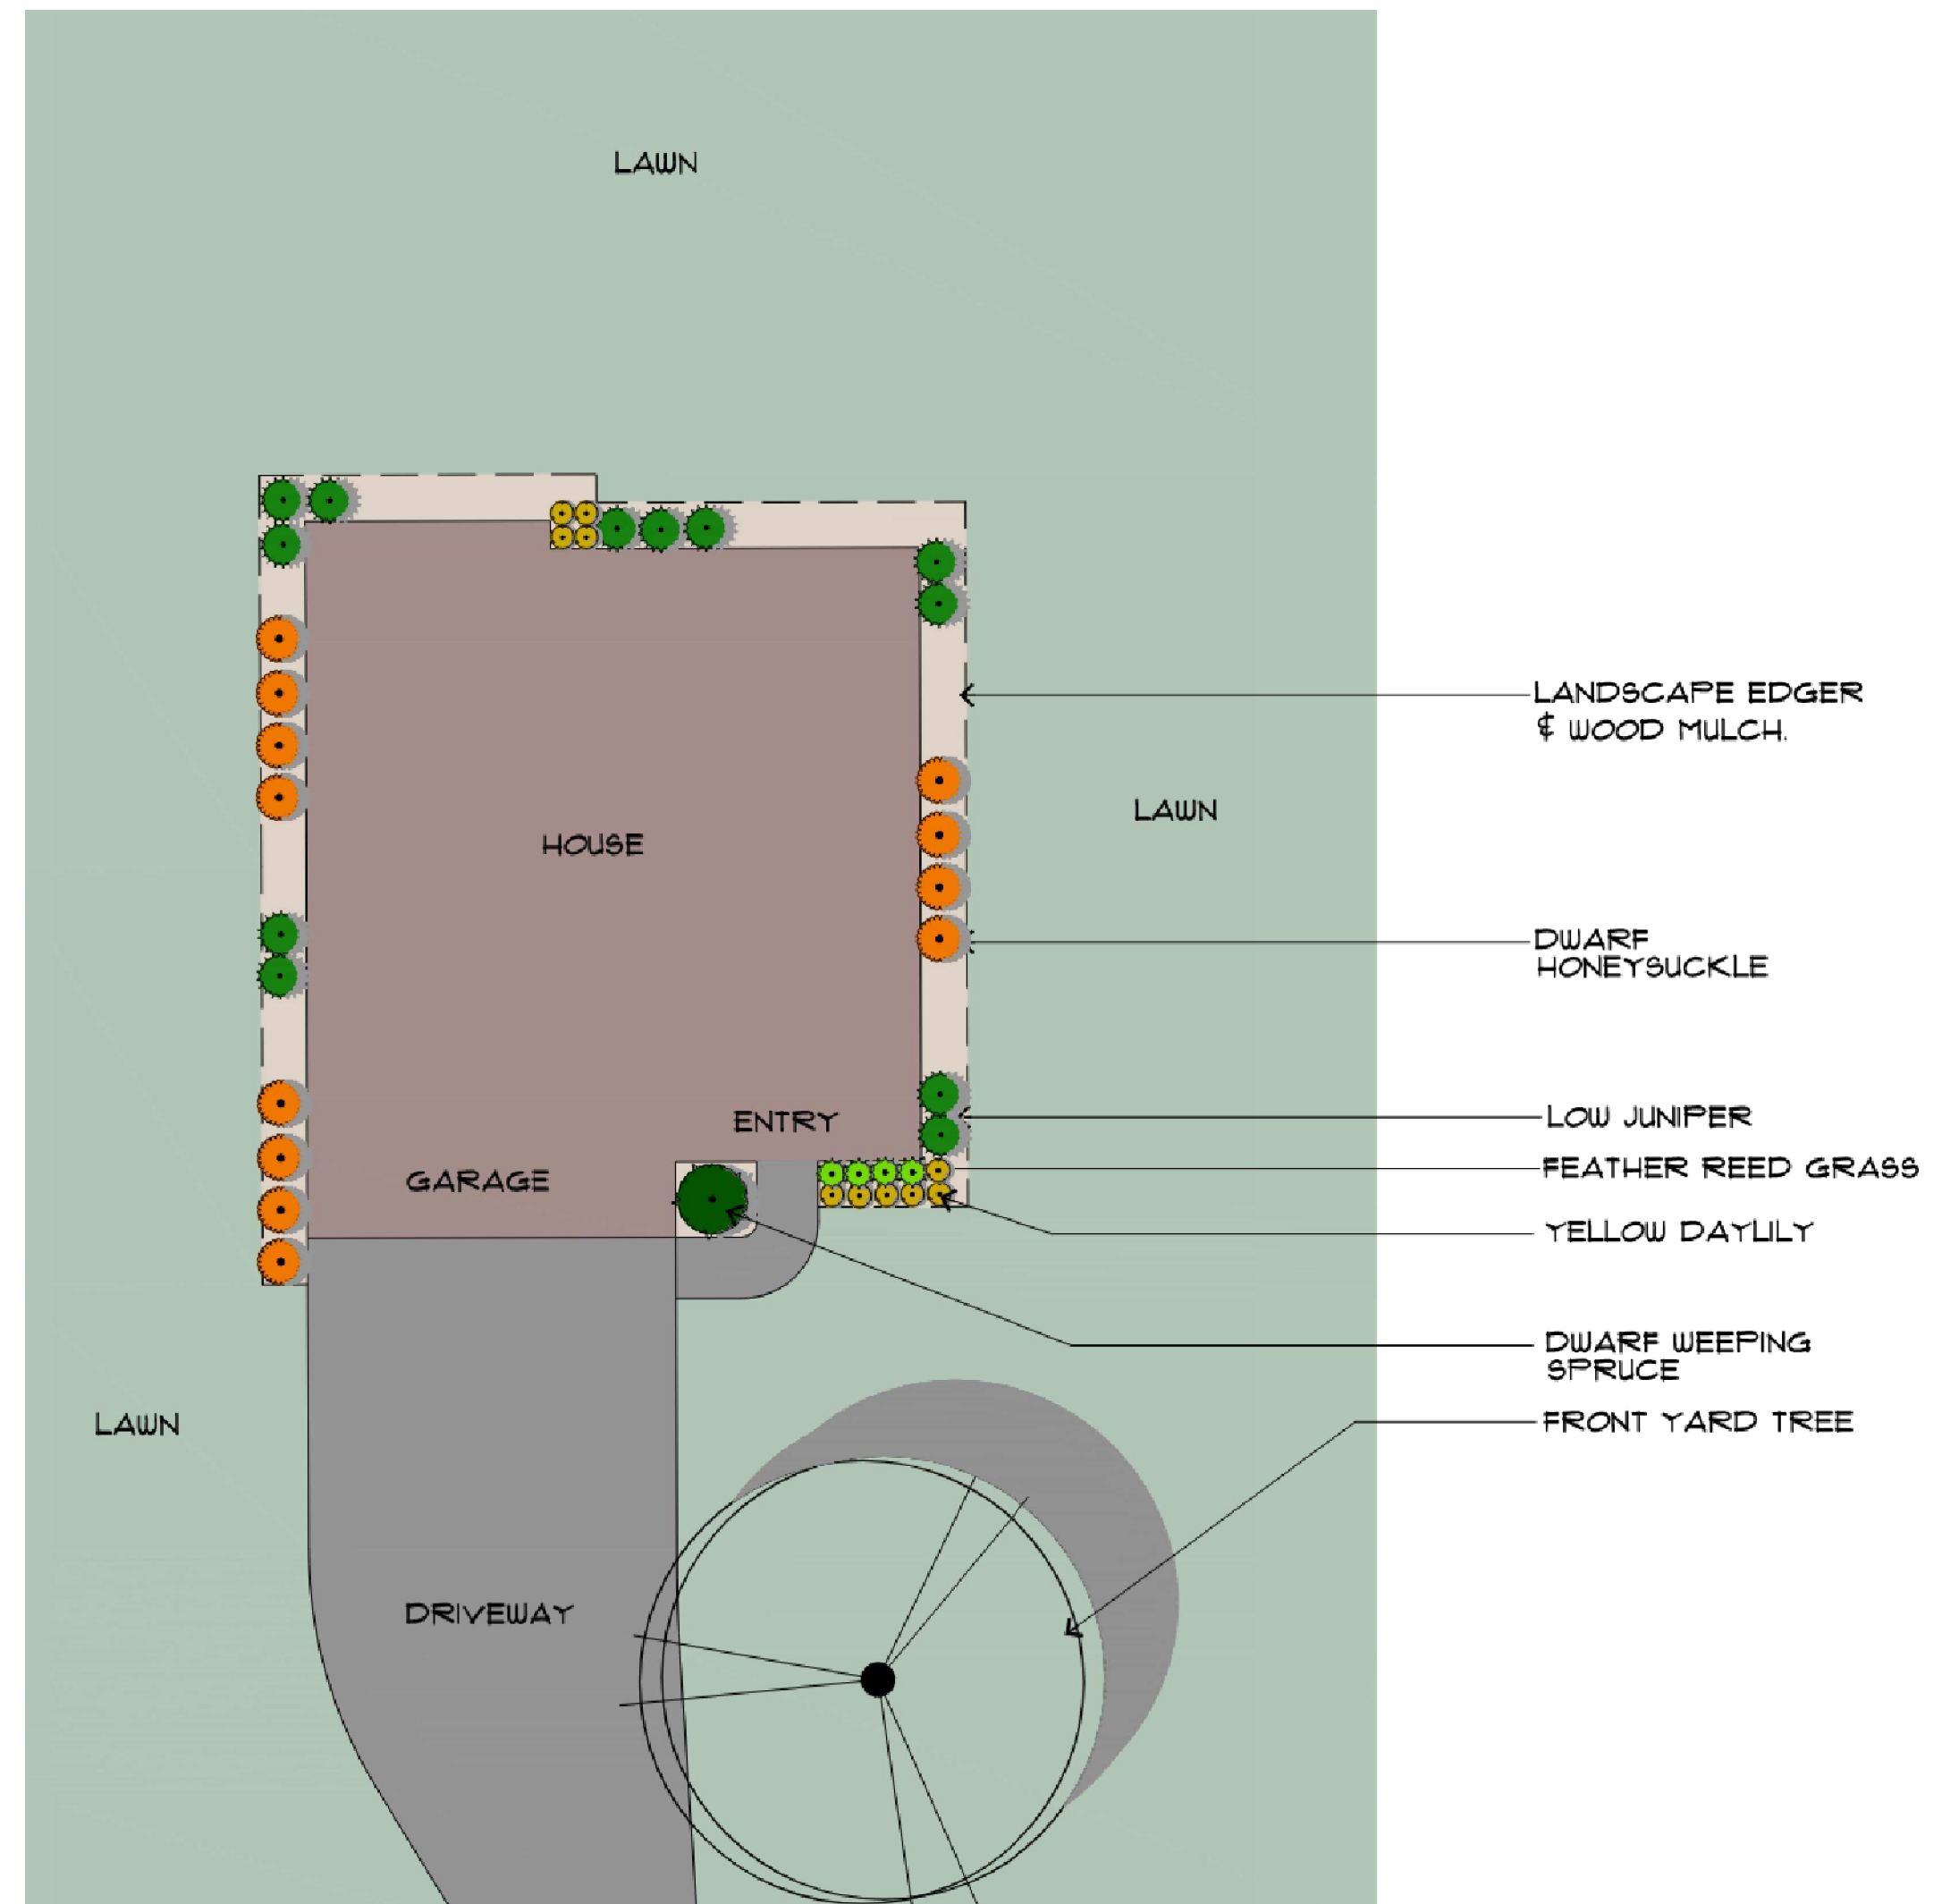 LAWN
LANDSCAPE EDGER
& WOOD MULCH.
LAWN
HOUSE
DWARF
HONEYSUCKLE
LOW JUNIPER
ENTRY
FEATHER REED GRASS
GARAGE
YELLOW DAYLILY
DWARF WEEPING
SPRUCE
FRONT YARD TREE
LAWN
DRIVEWAY